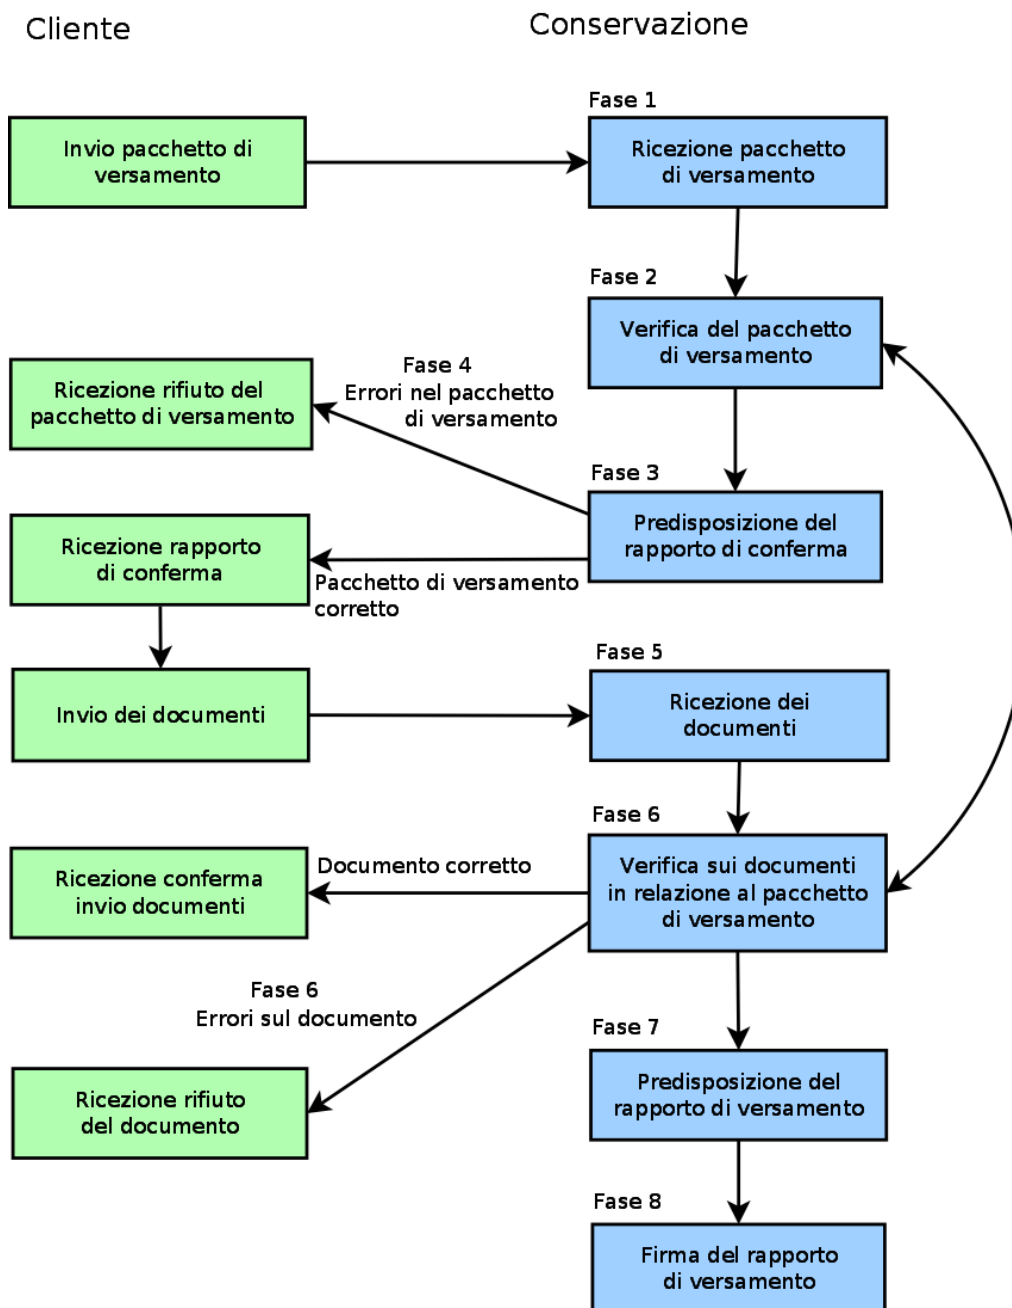 Cliente
Conservazione
Fase 1
Invio pacchetto di
versamento
Ricezione pacchetto
di versamento
Fase 2
Verifica del pacchetto
di versamento
Fase 4
Errori nel pacchetto
di versamento
Ricezione rifiuto del
pacchetto di versamento
Fase 3
Predisposizione del
rapporto di conferma
Ricezione rapporto
di conferma
Pacchetto di versamento
corretto
Fase 5
Invio dei documenti
Ricezione dei
documenti
Fase 6
Verifica sui documenti
in relazione al pacchetto
di versamento
Documento corretto
Ricezione conferma
invio documenti
Fase 6
Errori sul documento
Fase 7
Predisposizione del
rapporto di versamento
Ricezione rifiuto
del documento
Fase 8
Firma del rapporto
di versamento